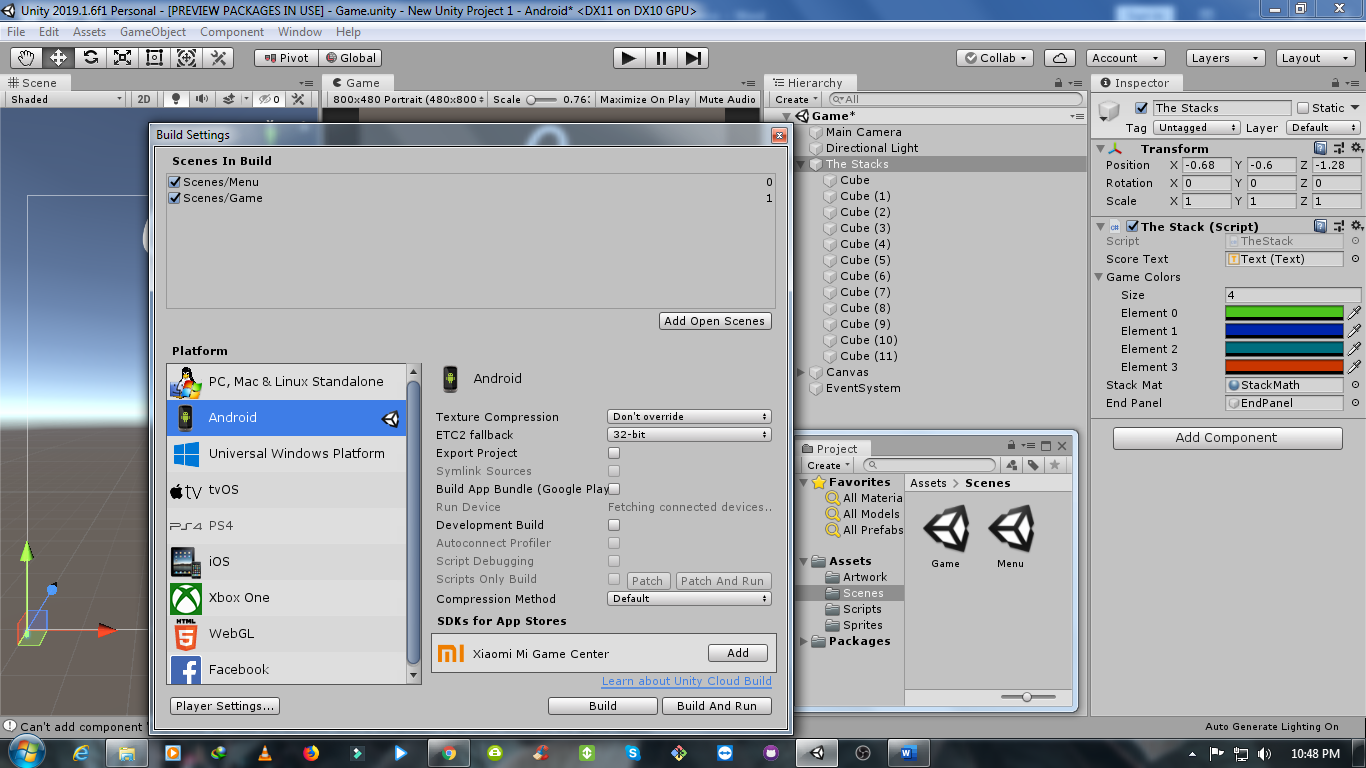 Unity 2019.1.6f1 Personal - [PREVIEW PACKAGES IN USE] - Game.unity - New Unity Project 1 - Android* <DX11 on DX10 GPU>
File Edit Assets GameObject Component Window Help
Pivot Global Collab Account Layers Layout
Scene
Shaded 2D 0
Game
800x480 Portrait (480x800 Scale 0.76 Maximize On Play Mute Audio
Build Settings
Scenes In Build
Scenes/Menu 0
Scenes/Game 1
Add Open Scenes
Platform
PC, Mac & Linux Standalone
Android
Universal Windows Platform
tvOS
PS4
iOS
Xbox One
HTML
5
WebGL
Facebook
Android
Texture Compression Don't override
ETC2 fallback 32-bit
Export Project
Symlink Sources
Build App Bundle (Google Play
Run Device Fetching connected devices..
Development Build
Autoconnect Profiler
Script Debugging
Scripts Only Build Patch Patch And Run
Compression Method Default
SDKs for App Stores
Xiaomi Mi Game Center Add
Learn about Unity Cloud Build
Player Settings... Build Build And Run
Hierarchy
Create All
Game*
Main Camera
Directional Light
The Stacks
Cube
Cube (1)
Cube (2)
Cube (3)
Cube (4)
Cube (5)
Cube (6)
Cube (7)
Cube (8)
Cube (9)
Cube (10)
Cube (11)
Canvas
EventSystem
Project
Create
Favorites
All Materia
All Models
All Prefabs
Assets
Artwork
Scenes
Scripts
Sprites
Packages
Assets > Scenes
Game Menu
Inspector
The Stacks Static
Tag Untagged Layer Default
Transform
Position X -0.68 Y -0.6 Z -1.28
Rotation X 0 Y 0 Z 0
Scale X 1 Y 1 Z 1
The Stack (Script)
Script TheStack
Score Text Text (Text)
Game Colors
Size 4
Element 0
Element 1
Element 2
Element 3
Stack Mat StackMath
End Panel EndPanel
Add Component
Can't add component
Auto Generate Lighting On
10:48 PM